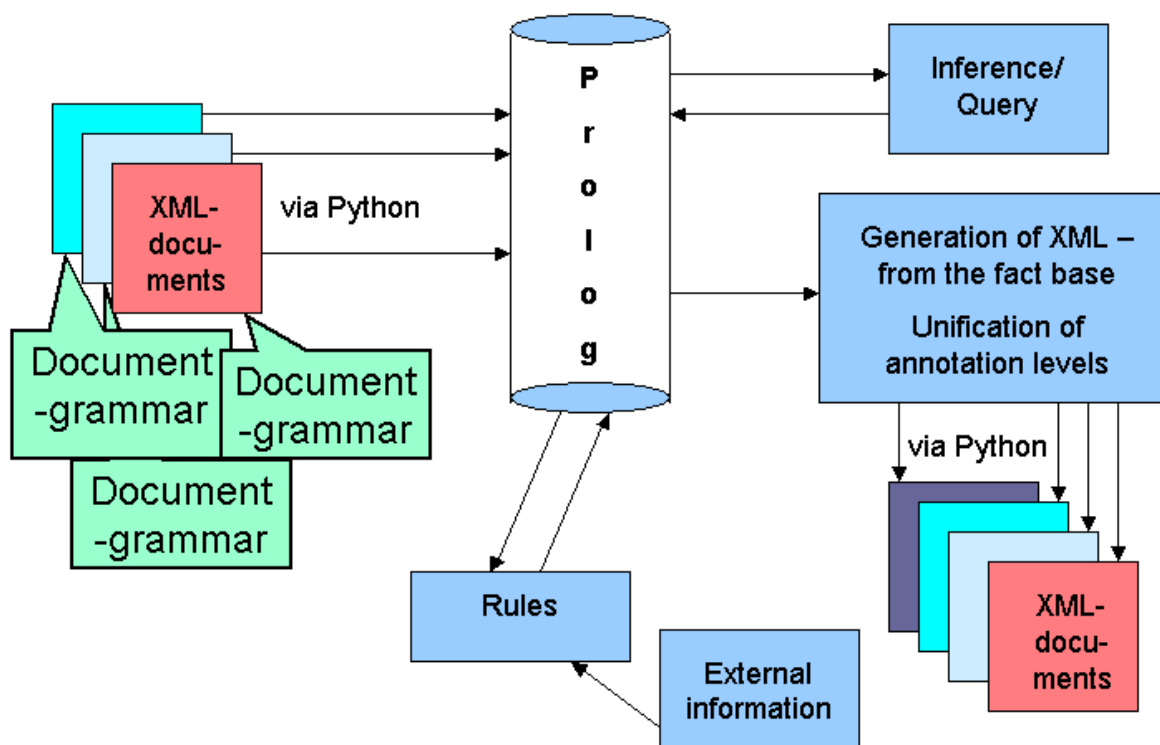 P
r
o
l
o
g
Inference/
Query
XML-
docu-
ments
via Python
Generation of XML –
from the fact base
Unification of
annotation levels
Document
-grammar
Document
-grammar
Document
-grammar
via Python
Rules
External
information
XML-
docu-
ments